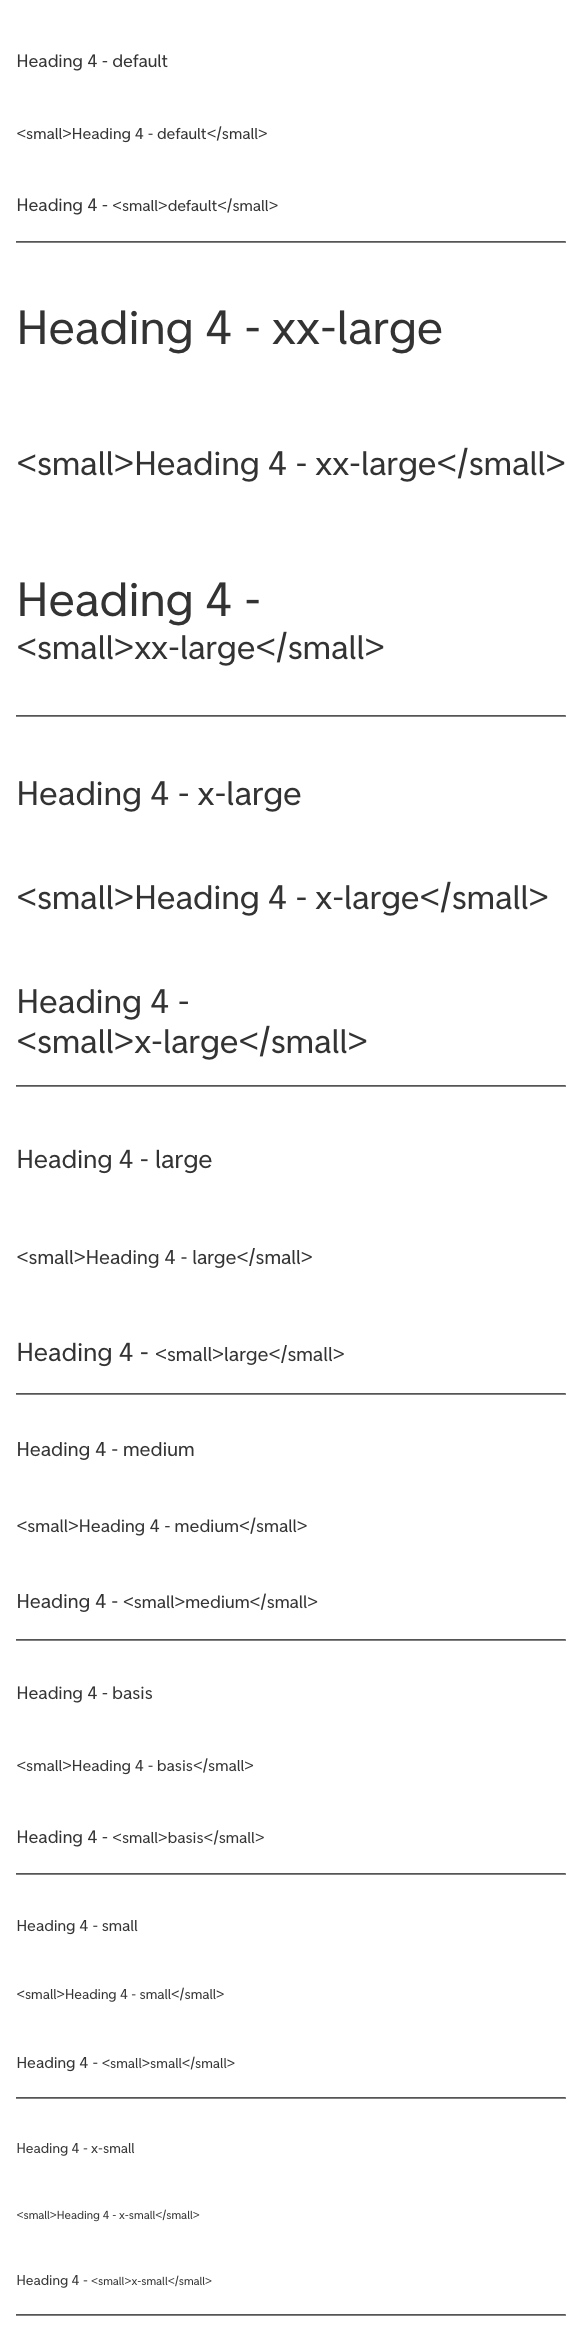 Heading 4 - default
<small>Heading 4 - default</small>
Heading 4 - <small>default</small>
Heading 4 - xx-large
<small>Heading 4 - xx-large</small>
Heading 4 -
<small>xx-large</small>
Heading 4 - x-large
<small>Heading 4 - x-large</small>
Heading 4 -
<small>x-large</small>
Heading 4 - large
<small>Heading 4 - large</small>
Heading 4 - <small>large</small>
Heading 4 - medium
<small>Heading 4 - medium</small>
Heading 4 - <small>medium</small>
Heading 4 - basis
<small>Heading 4 - basis</small>
Heading 4 - <small>basis</small>
Heading 4 - small
<small>Heading 4 - small</small>
Heading 4 - <small>small</small>
Heading 4 - x-small
<small>Heading 4 - x-small</small>
Heading 4 - <small>x-small</small>